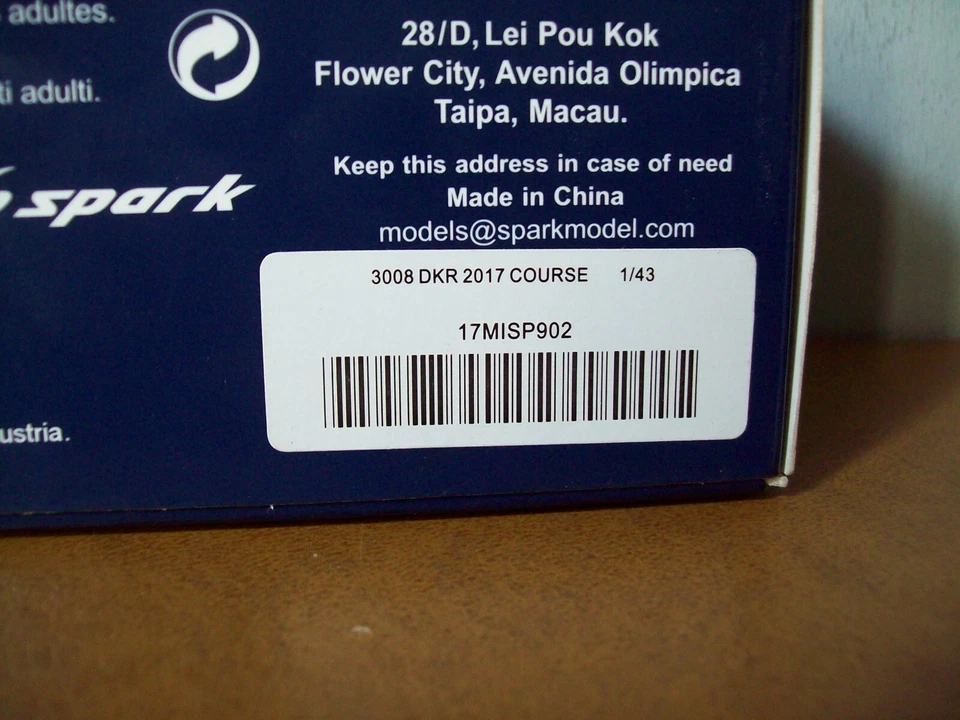 adultes.
ti adulti.
spark
ustria.
28/D, Lei Pou Kok
Flower City, Avenida Olimpica
Taipa, Macau.
Keep this address in case of need
Made in China
models@sparkmodel.com
3008 DKR 2017 COURSE 1/43
17MISP902